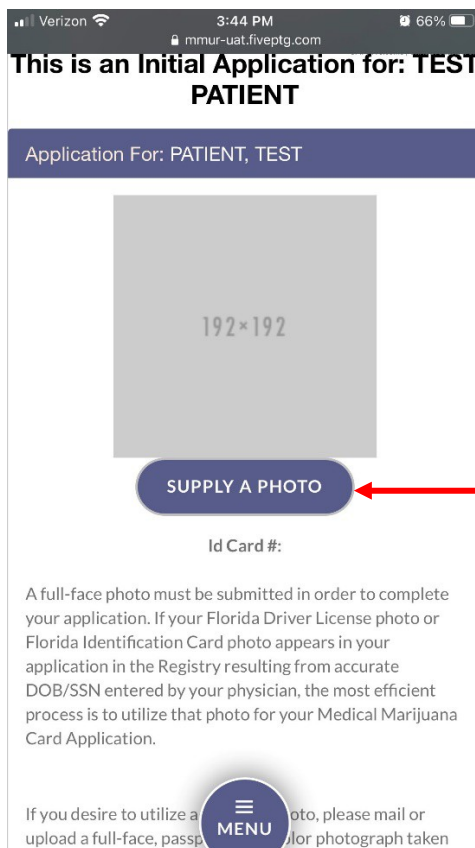 Verizon 3:44 PM 66%
mmur-uat.fiveptg.com
This is an Initial Application for: TEST
PATIENT
Application For: PATIENT, TEST
192×192
SUPPLY A PHOTO
Id Card #:
A full-face photo must be submitted in order to complete
your application. If your Florida Driver License photo or
Florida Identification Card photo appears in your
application in the Registry resulting from accurate
DOB/SSN entered by your physician, the most efficient
process is to utilize that photo for your Medical Marijuana
Card Application.
If you desire to utilize a oto, please mail or
MENU
upload a full-face, passp lor photograph taken